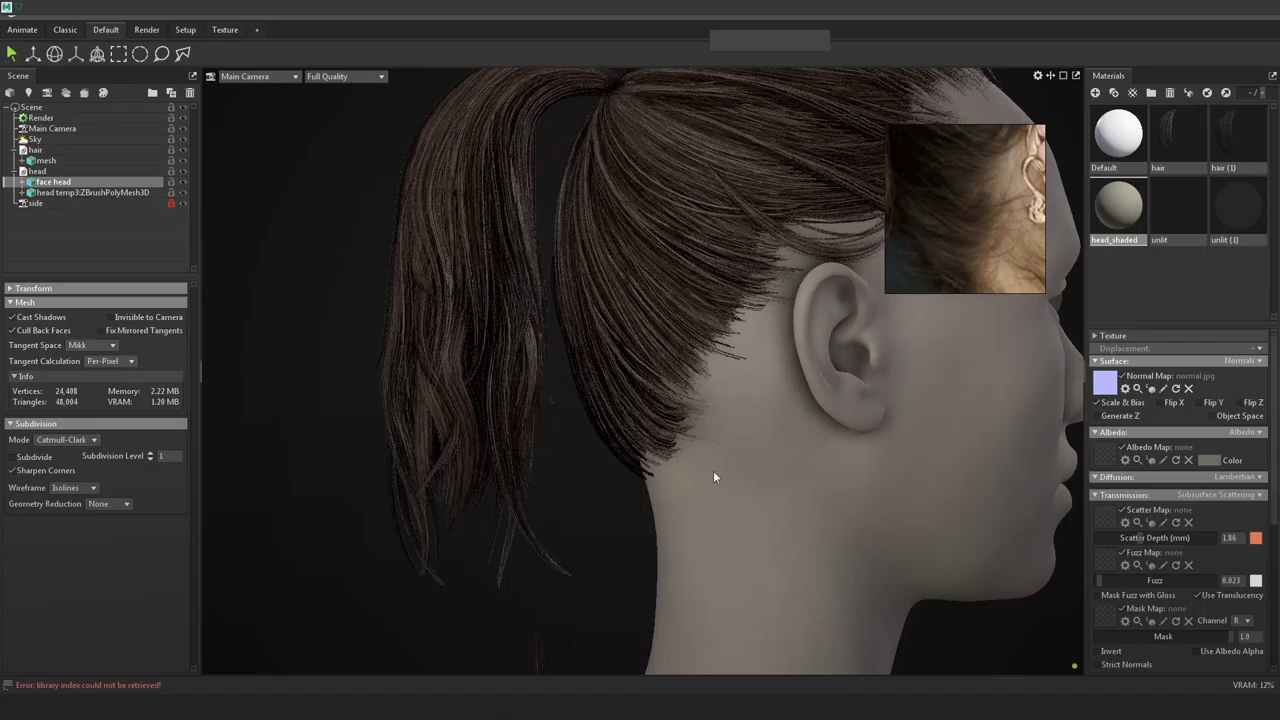 Animate Classic Default Render Setup Texture +
Scene
Main Camera Full Quality
Materials
Scene
Render
Main Camera
Sky
hair
mesh
head
face head
head temp3:ZBrushPolyMesh3D
side
Transform
Mesh
Cast Shadows Invisible to Camera
Cull Back Faces Fix Mirrored Tangents
Tangent Space Mikk
Tangent Calculation Per-Pixel
Info
Vertices: 24,408 Memory: 2.22 MB
Triangles: 48,004 VRAM: 1.20 MB
Subdivision
Mode Catmull-Clark
Subdivide Subdivision Level 1
Sharpen Corners
Wireframe Isolines
Geometry Reduction None
- /
Default hair hair (1)
head_shaded unlit unlit (1)
Texture
Displacement:
Surface: Normals
Normal Map: normal.jpg
Scale & Bias Flip X Flip Y Flip Z
Generate Z Object Space
Albedo: Albedo
Albedo Map: none
Color
Diffusion: Lambertian
Transmission: Subsurface Scattering
Scatter Map: none
Scatter Depth (mm) 1.86
Fuzz Map: none
Fuzz 0.023
Mask Fuzz with Gloss Use Translucency
Mask Map: none
Channel R
Mask 1.0
Invert Use Albedo Alpha
Strict Normals
Error: library index could not be retrieved!
VRAM: 12%